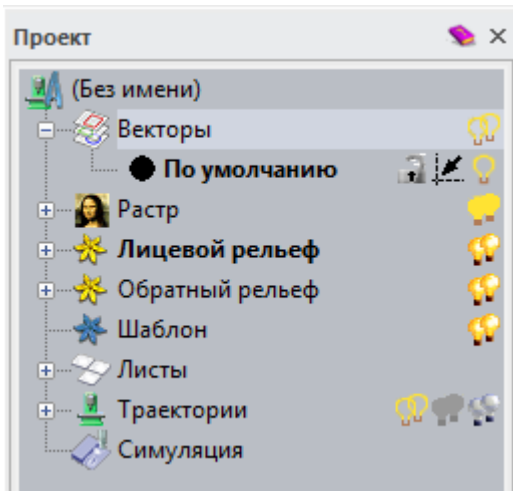 Проект
(Без имени)
Векторы
По умолчанию
Растр
Лицевой рельеф
Обратный рельеф
Шаблон
Листы
Траектории
Симуляция